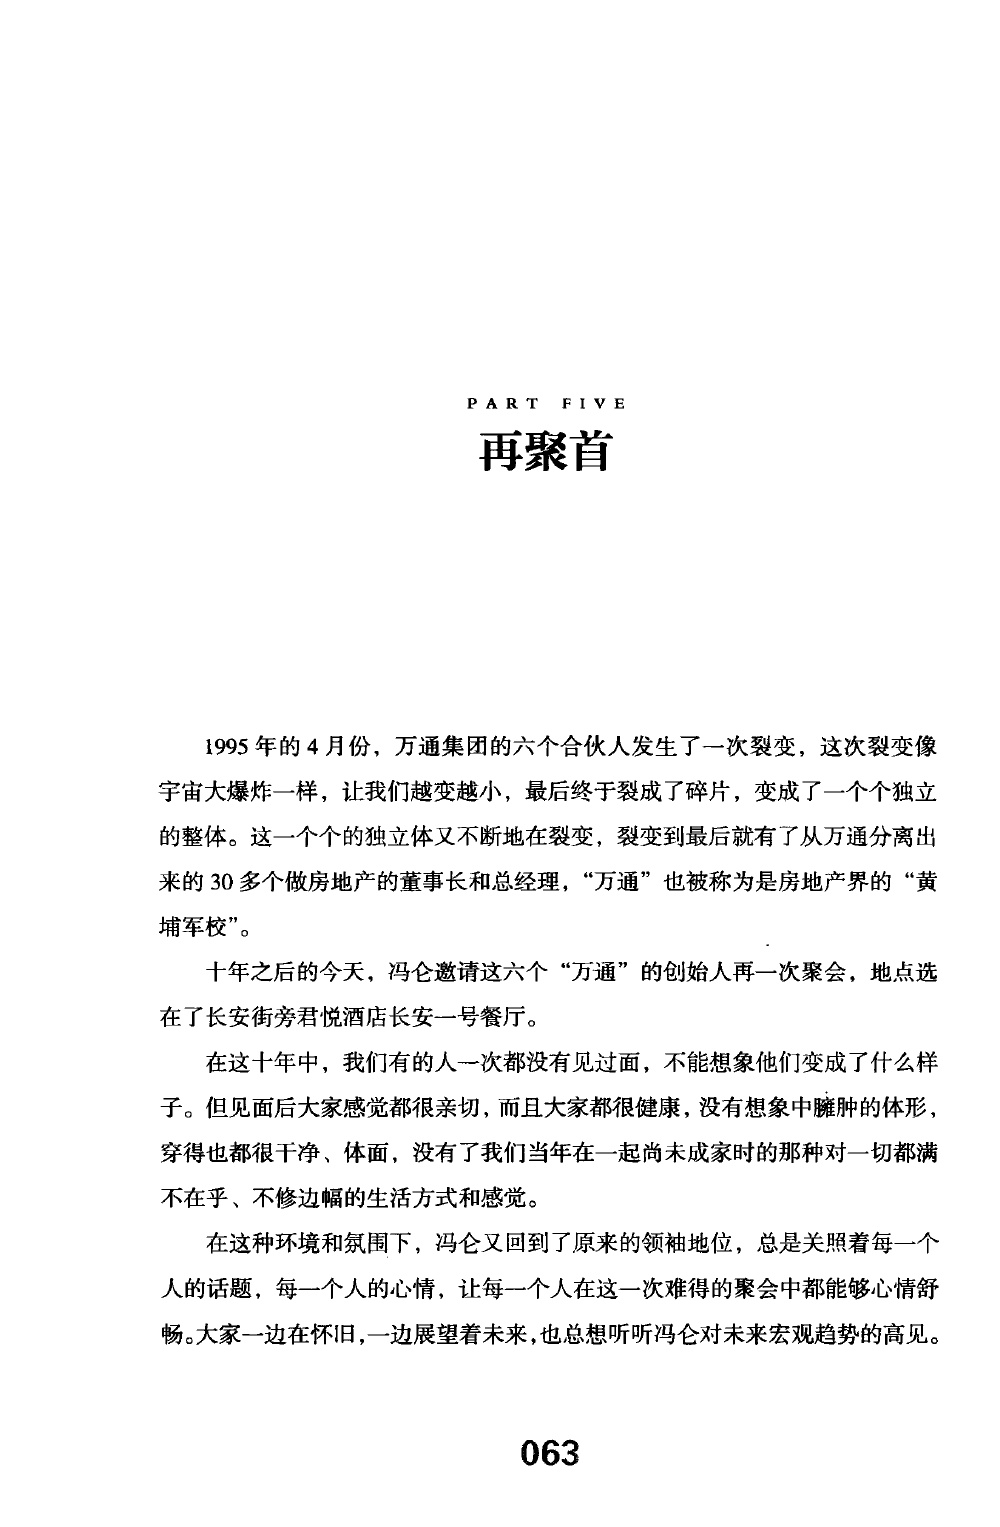 PART FIVE
再聚首
1995 年的 4 月份，万通集团的六个合伙人发生了一次裂变，这次裂变像
宇宙大爆炸一样，让我们越变越小，最后终于裂成了碎片，变成了一个个独立
的整体。这一个个的独立体又不断地在裂变，裂变到最后就有了从万通分离出
来的 30 多个做房地产的董事长和总经理，“万通”也被称为是房地产界的“黄
埔军校”。
十年之后的今天，冯仑邀请这六个“万通”的创始人再一次聚会，地点选
在了长安街旁君悦酒店长安一号餐厅。
在这十年中，我们有的人一次都没有见过面，不能想象他们变成了什么样
子。但见面后大家感觉都很亲切，而且大家都很健康，没有想象中臃肿的体形，
穿得也都很干净、体面，没有了我们当年在一起尚未成家时的那种对一切都满
不在乎、不修边幅的生活方式和感觉。
在这种环境和氛围下，冯仑又回到了原来的领袖地位，总是关照着每一个
人的话题，每一个人的心情，让每一个人在这一次难得的聚会中都能够心情舒
畅。大家一边在怀旧，一边展望着未来，也总想听听冯仑对未来宏观趋势的高见。
063